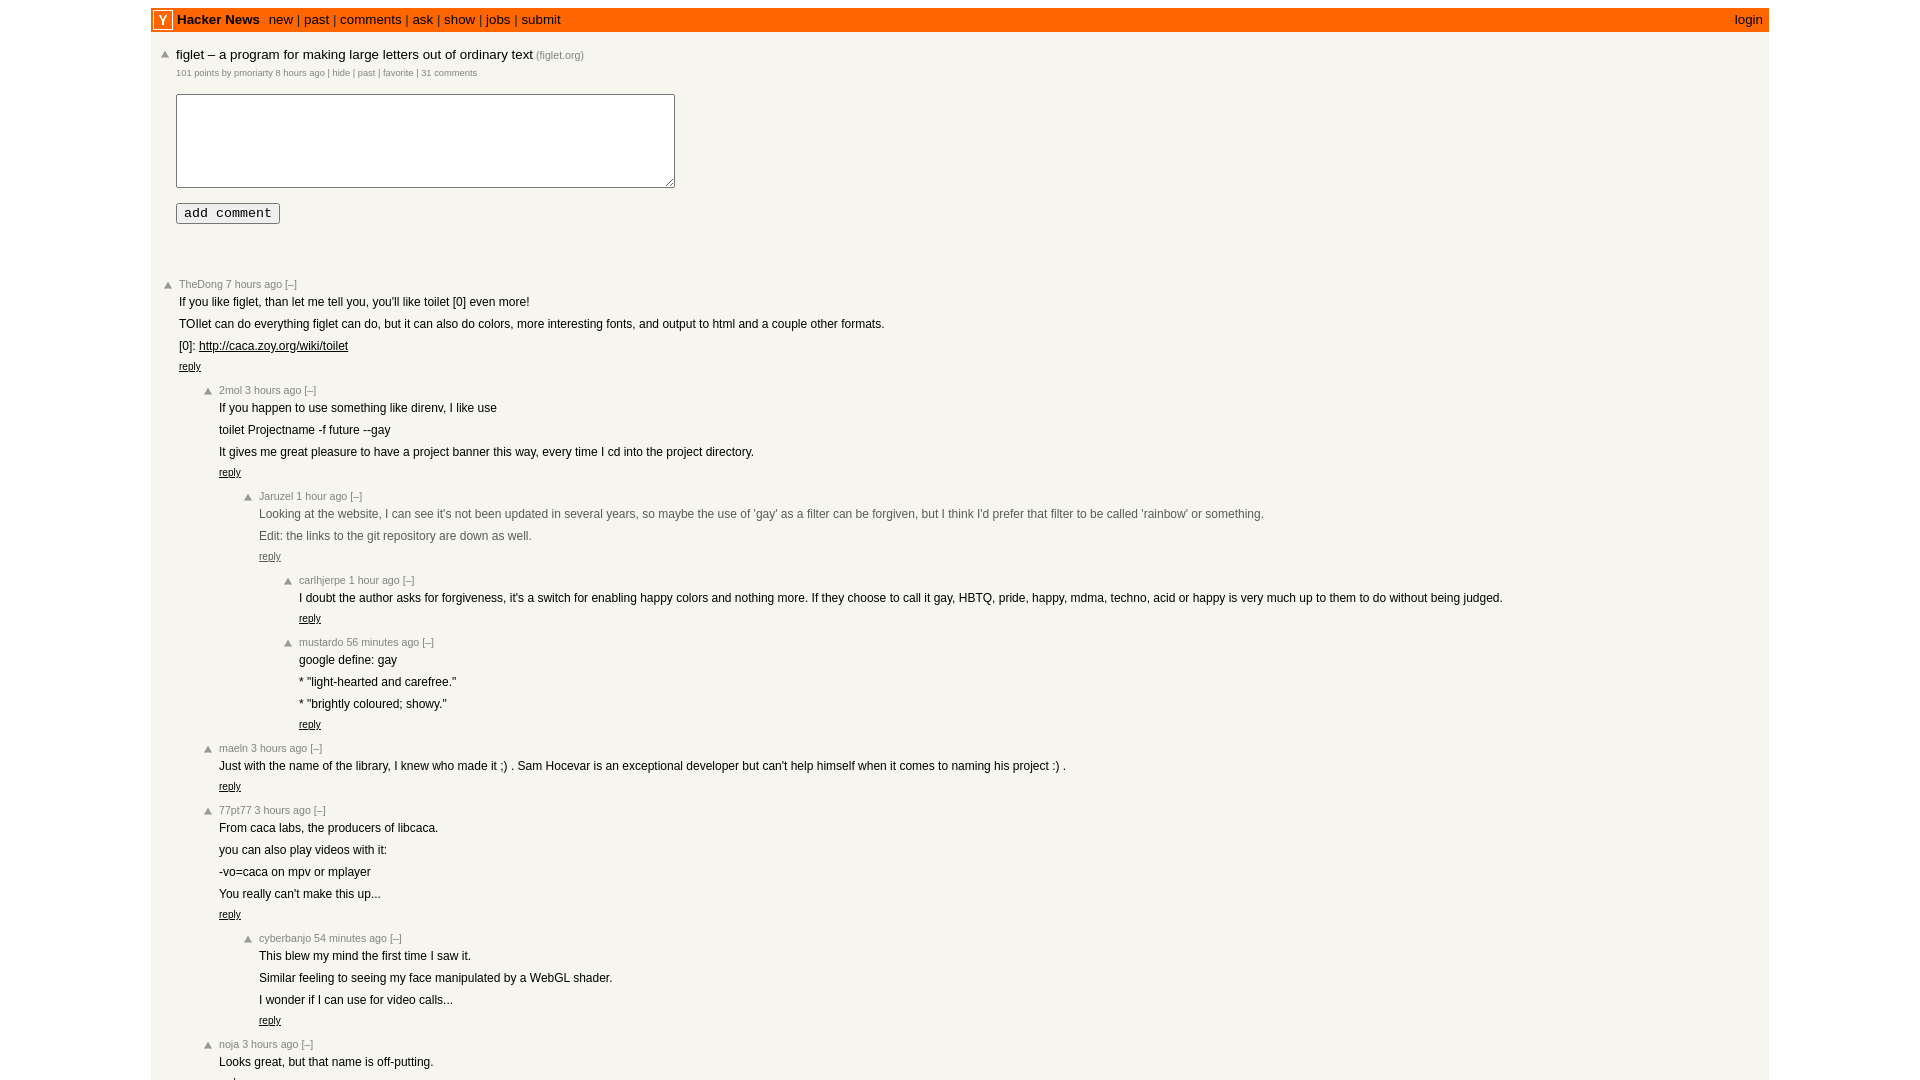 Y Hacker News new | past | comments | ask | show | jobs | submit login
figlet – a program for making large letters out of ordinary text (figlet.org)
101 points by pmoriarty 8 hours ago | hide | past | favorite | 31 comments
add comment
TheDong 7 hours ago [–]
If you like figlet, than let me tell you, you'll like toilet [0] even more!
TOIlet can do everything figlet can do, but it can also do colors, more interesting fonts, and output to html and a couple other formats.
[0]: http://caca.zoy.org/wiki/toilet
reply
2mol 3 hours ago [–]
If you happen to use something like direnv, I like use
toilet Projectname -f future --gay
It gives me great pleasure to have a project banner this way, every time I cd into the project directory.
reply
Jaruzel 1 hour ago [–]
Looking at the website, I can see it's not been updated in several years, so maybe the use of 'gay' as a filter can be forgiven, but I think I'd prefer that filter to be called 'rainbow' or something.
Edit: the links to the git repository are down as well.
reply
carlhjerpe 1 hour ago [–]
I doubt the author asks for forgiveness, it's a switch for enabling happy colors and nothing more. If they choose to call it gay, HBTQ, pride, happy, mdma, techno, acid or happy is very much up to them to do without being judged.
reply
mustardo 56 minutes ago [–]
google define: gay
* "light-hearted and carefree."
* "brightly coloured; showy."
reply
maeln 3 hours ago [–]
Just with the name of the library, I knew who made it ;) . Sam Hocevar is an exceptional developer but can't help himself when it comes to naming his project :) .
reply
77pt77 3 hours ago [–]
From caca labs, the producers of libcaca.
you can also play videos with it:
-vo=caca on mpv or mplayer
You really can't make this up...
reply
cyberbanjo 54 minutes ago [–]
This blew my mind the first time I saw it.
Similar feeling to seeing my face manipulated by a WebGL shader.
I wonder if I can use for video calls...
reply
noja 3 hours ago [–]
Looks great, but that name is off-putting.